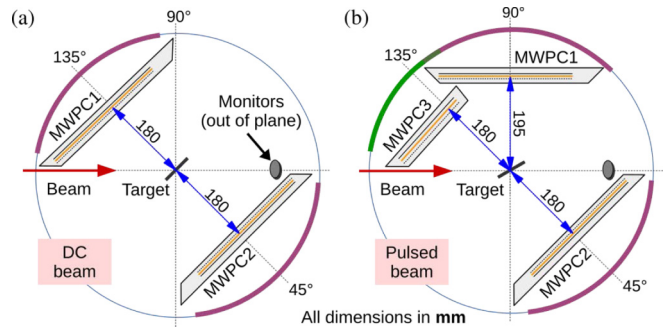 (a)
90°
135°
MWPC1
180
Monitors
(out of plane)
Beam
Target
180
DC
beam
MWPC2
45°
(b)
90°
135°
MWPC1
MWPC3
180
195
Beam
Target
180
Pulsed
beam
MWPC2
45°
All dimensions in mm